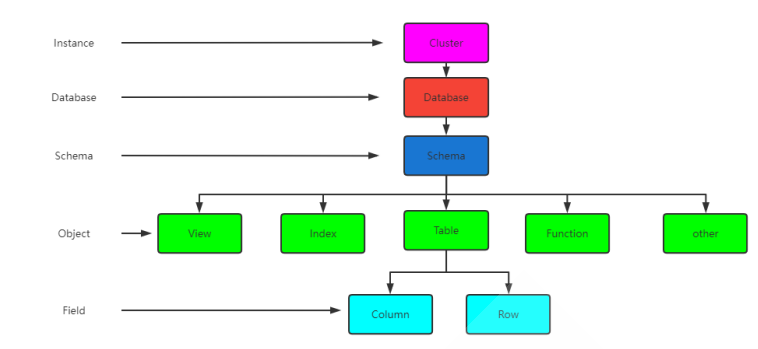 Instance
Cluster
Database
Database
Schema
Schema
Object
View
Index
Table
Function
other
Field
Column
Row